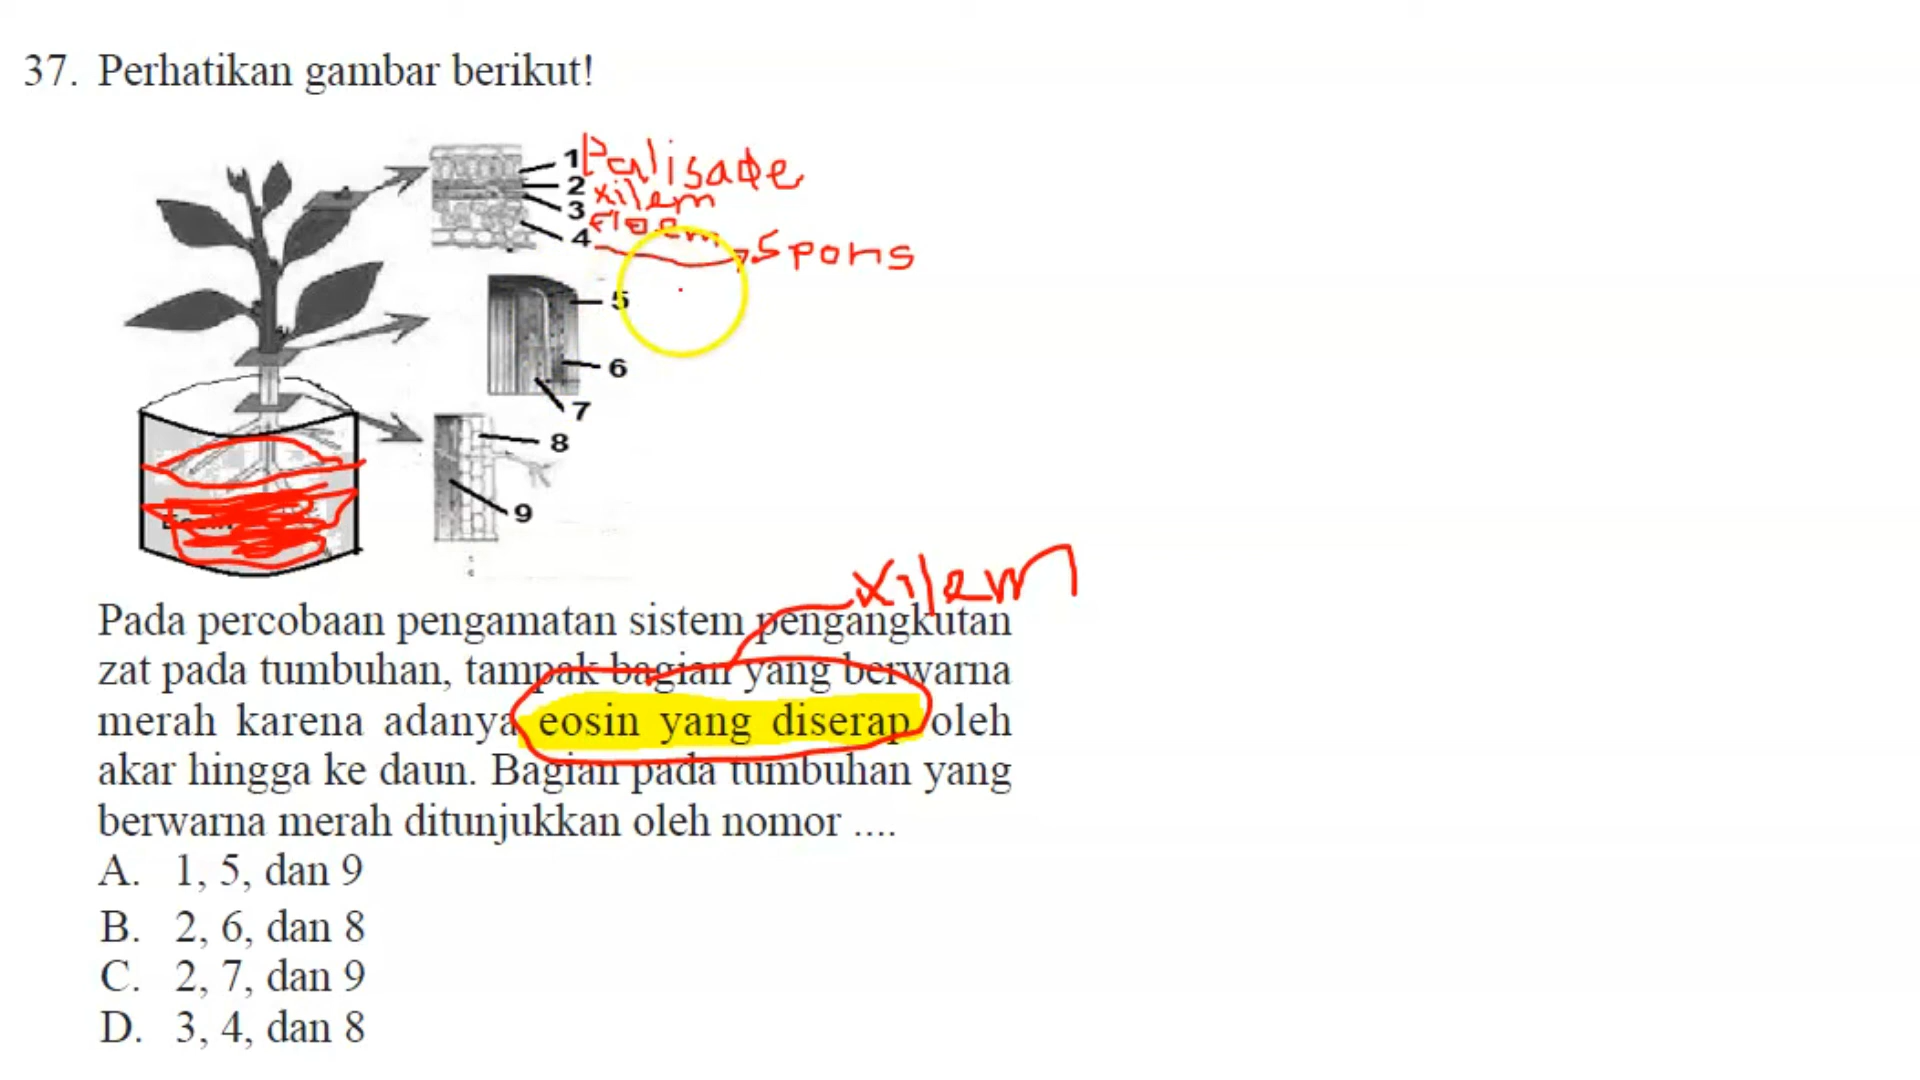 37. Perhatikan gambar berikut!
1 Palisade
2 xilem
3 Floem
4 Spons
5
6
7
8
9
xilem
Pada percobaan pengamatan sistem pengangkutan
zat pada tumbuhan, tampak bagian yang berwarna
merah karena adanya eosin yang diserap oleh
akar hingga ke daun. Bagian pada tumbuhan yang
berwarna merah ditunjukkan oleh nomor ....
A. 1, 5, dan 9
B. 2, 6, dan 8
C. 2, 7, dan 9
D. 3, 4, dan 8